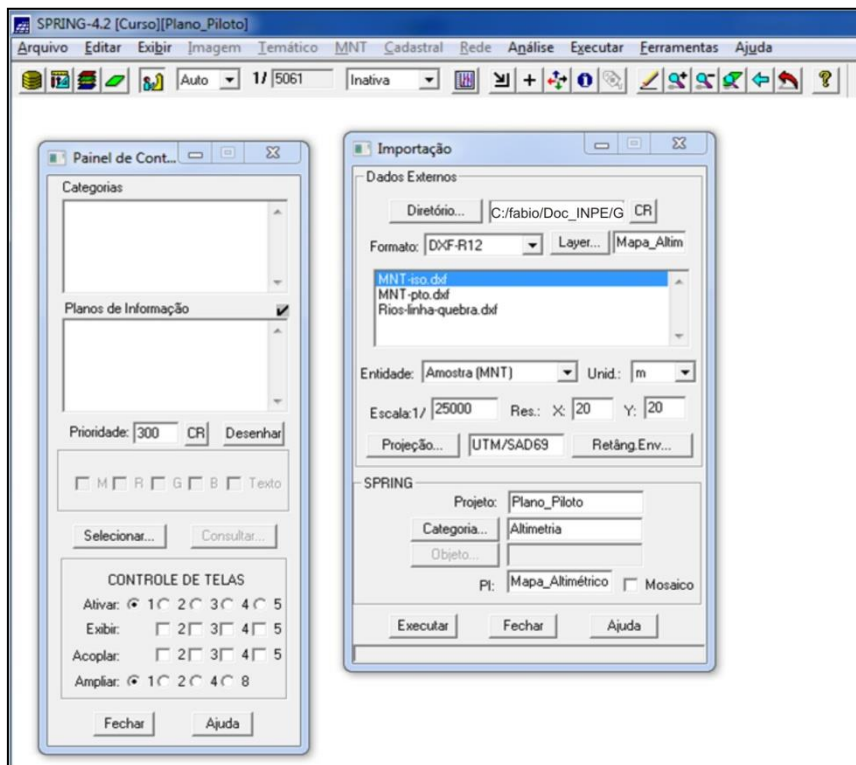 SPRING-4.2 [Curso][Plano_Piloto]
Arquivo Editar Exibir Imagem Temático MNT Cadastral Rede Análise Executar Ferramentas Ajuda
Auto 1/ 5061 Inativa
Painel de Cont...
Categorias
Planos de Informação
Prioridade: 300 CR Desenhar
M R G B Texto
Selecionar... Consultar...
CONTROLE DE TELAS
Ativar: 1 2 3 4 5
Exibir: 2 3 4 5
Acoplar: 2 3 4 5
Ampliar: 1 2 4 8
Fechar Ajuda
Importação
Dados Externos
Diretório... C:/fabio/Doc_INPE/G CR
Formato: DXF-R12 Layer... Mapa_Altim
MNT-iso.dxf
MNT-pto.dxf
Rios-linha-quebra.dxf
Entidade: Amostra (MNT) Unid.: m
Escala:1/ 25000 Res.: X: 20 Y: 20
Projeção... UTM/SAD69 Retâng.Env...
SPRING
Projeto: Plano_Piloto
Categoria... Altimetria
Objeto...
PI: Mapa_Altimétrico Mosaico
Executar Fechar Ajuda